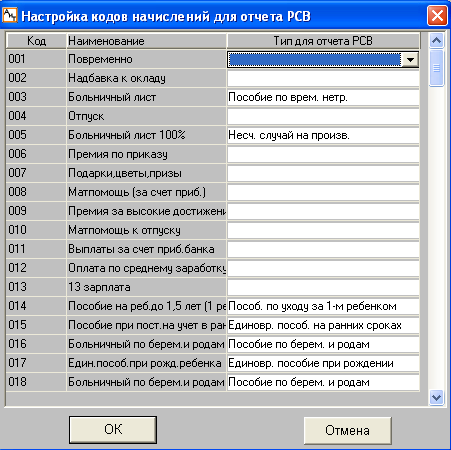 Настройка кодов начислений для отчета РСВ
Код Наименование Тип для отчета РСВ
001 Повременно
002 Надбавка к окладу
003 Больничный лист Пособие по врем. нетр.
004 Отпуск
005 Больничный лист 100% Несч. случай на произв.
006 Премия по приказу
007 Подарки,цветы,призы
008 Матпомощь (за счет приб.)
009 Премия за высокие достижени
010 Матпомощь к отпуску
011 Выплаты за счет приб.банка
012 Оплата по среднему заработку
013 13 зарплата
014 Пособие на реб.до 1,5 лет (1 ре Пособ. по уходу за 1-м ребенком
015 Пособие при пост.на учет в ран Единовр. пособ. на ранних сроках
016 Больничный по берем.и родам Пособие по берем. и родам
017 Един.пособ.при рожд.ребенка Единовр. пособие при рождении
018 Больничный по берем.и родам Пособие по берем. и родам
ОК Отмена